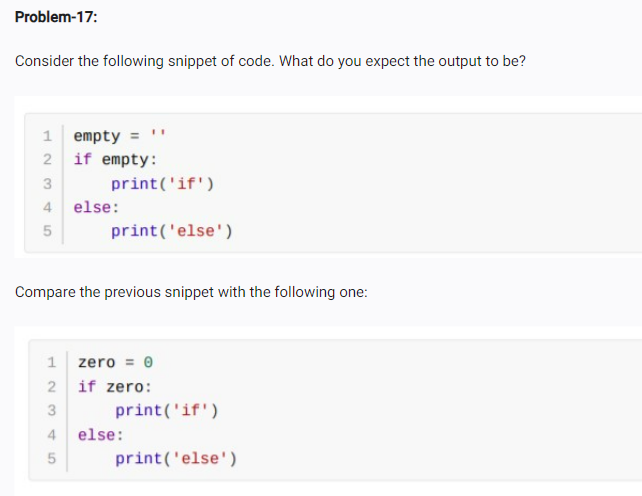 Problem-17:
Consider the following snippet of code. What do you expect the output to be?
1 empty = ''
2 if empty:
3     print('if')
4 else:
5     print('else')
Compare the previous snippet with the following one:
1 zero = 0
2 if zero:
3     print('if')
4 else:
5     print('else')